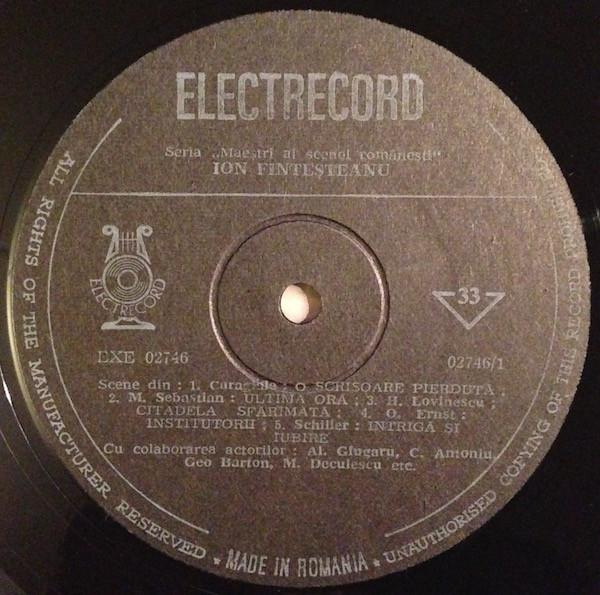 ELECTRECORD
Seria „Maeștri ai scenei românești“
ION FINTEȘTEANU
ELECTRECORD
33
EXE 02746
02746/1
Scene din : 1. Caragiale : O SCRISOARE PIERDUTĂ ;
2. M. Sebastian : ULTIMA ORĂ ; 3. H. Lovinescu :
CITADELA SFĂRÎMATĂ ; 4. O. Ernst :
INSTITUTORII ; 5. Schiller : INTRIGĂ ȘI
IUBIRE
Cu colaborarea actorilor : Al. Giugaru, C. Antoniu,
Geo Barton, M. Deculescu etc.
ALL RIGHTS OF THE MANUFACTURER RESERVED ★ MADE IN ROMANIA ★ UNAUTHORISED COPYING OF THIS RECORD